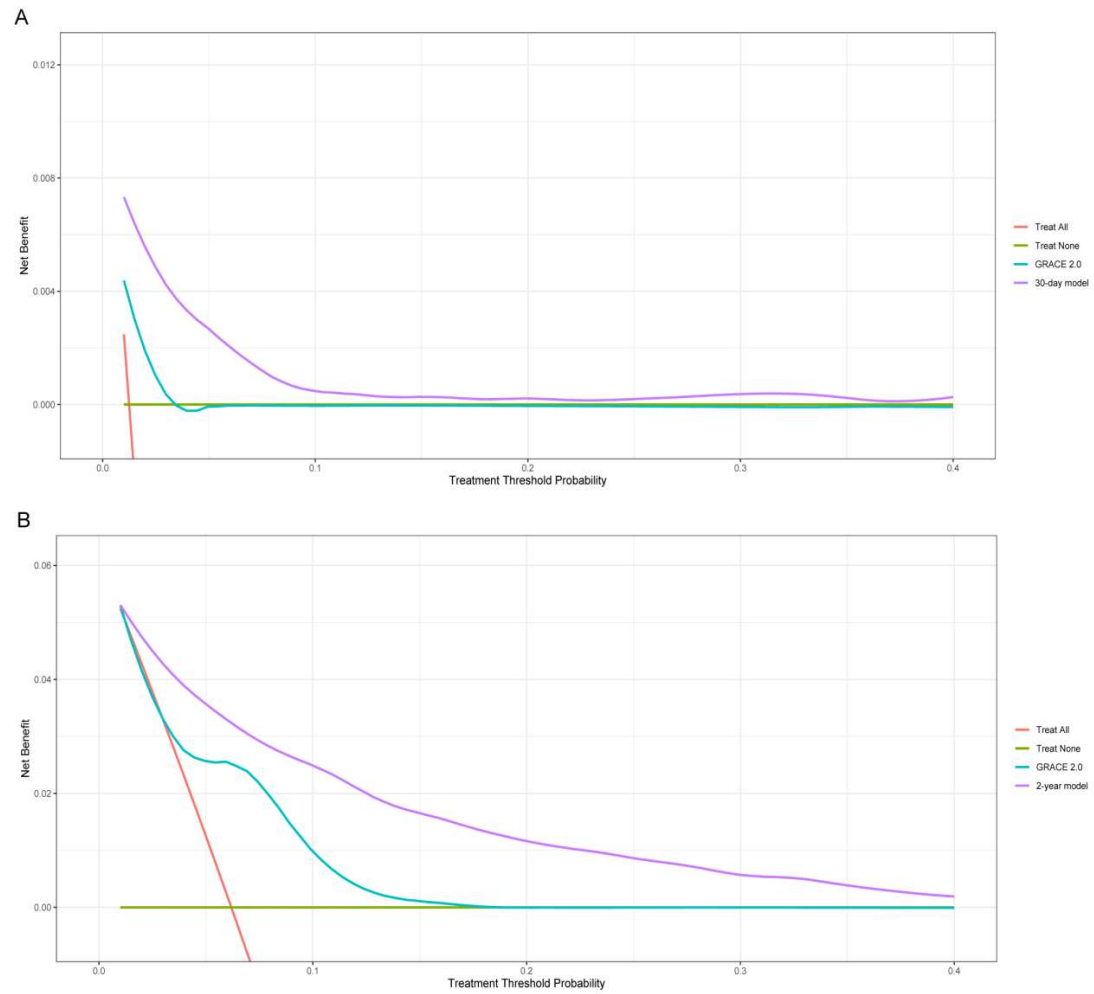 A
0.012
0.008
0.004
0.000
Net Benefit
0.0 0.1 0.2 0.3 0.4
Treatment Threshold Probability
Treat All
Treat None
GRACE 2.0
30-day model
B
0.06
0.04
0.02
0.00
Net Benefit
0.0 0.1 0.2 0.3 0.4
Treatment Threshold Probability
Treat All
Treat None
GRACE 2.0
2-year model